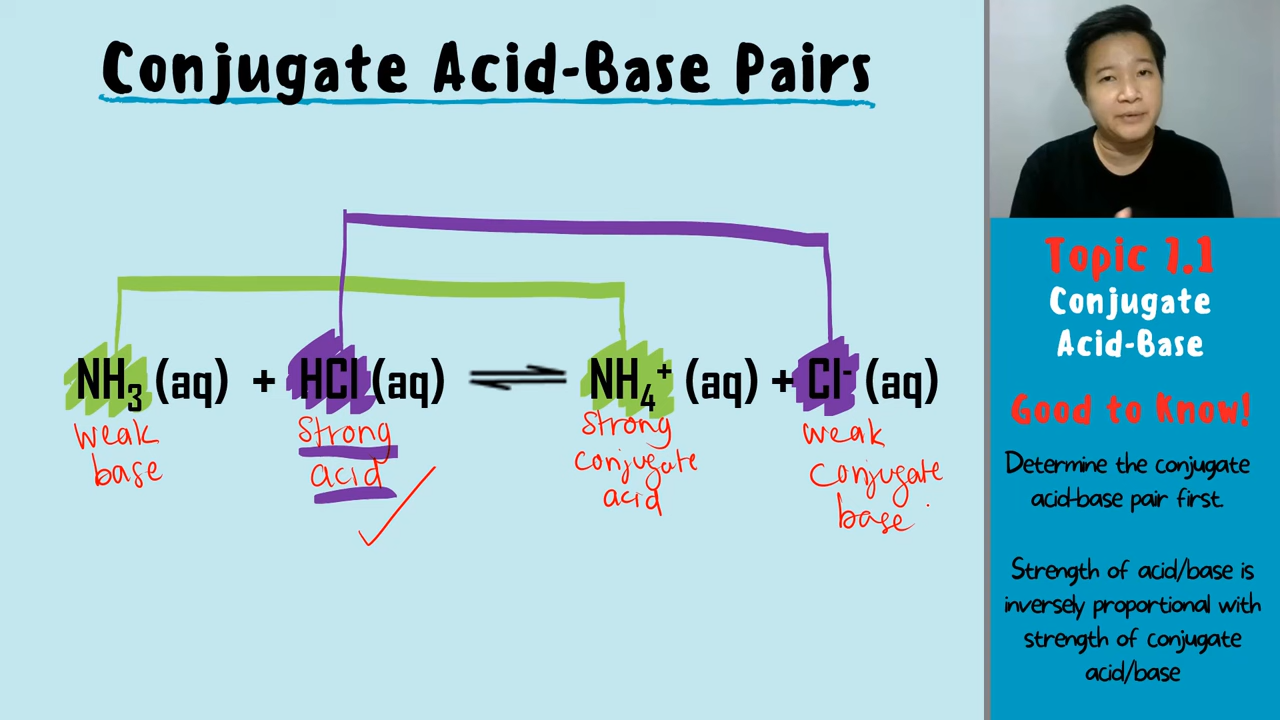 Conjugate Acid-Base Pairs
NH₃ (aq) + HCl (aq) ⇌ NH₄⁺ (aq) + Cl⁻ (aq)
weak
base
strong
acid
strong
conjugate
acid
weak
conjugate
base
Topic 7.1
Conjugate
Acid-Base
Good to Know!
Determine the conjugate
acid-base pair first.
Strength of acid/base is
inversely proportional with
strength of conjugate
acid/base